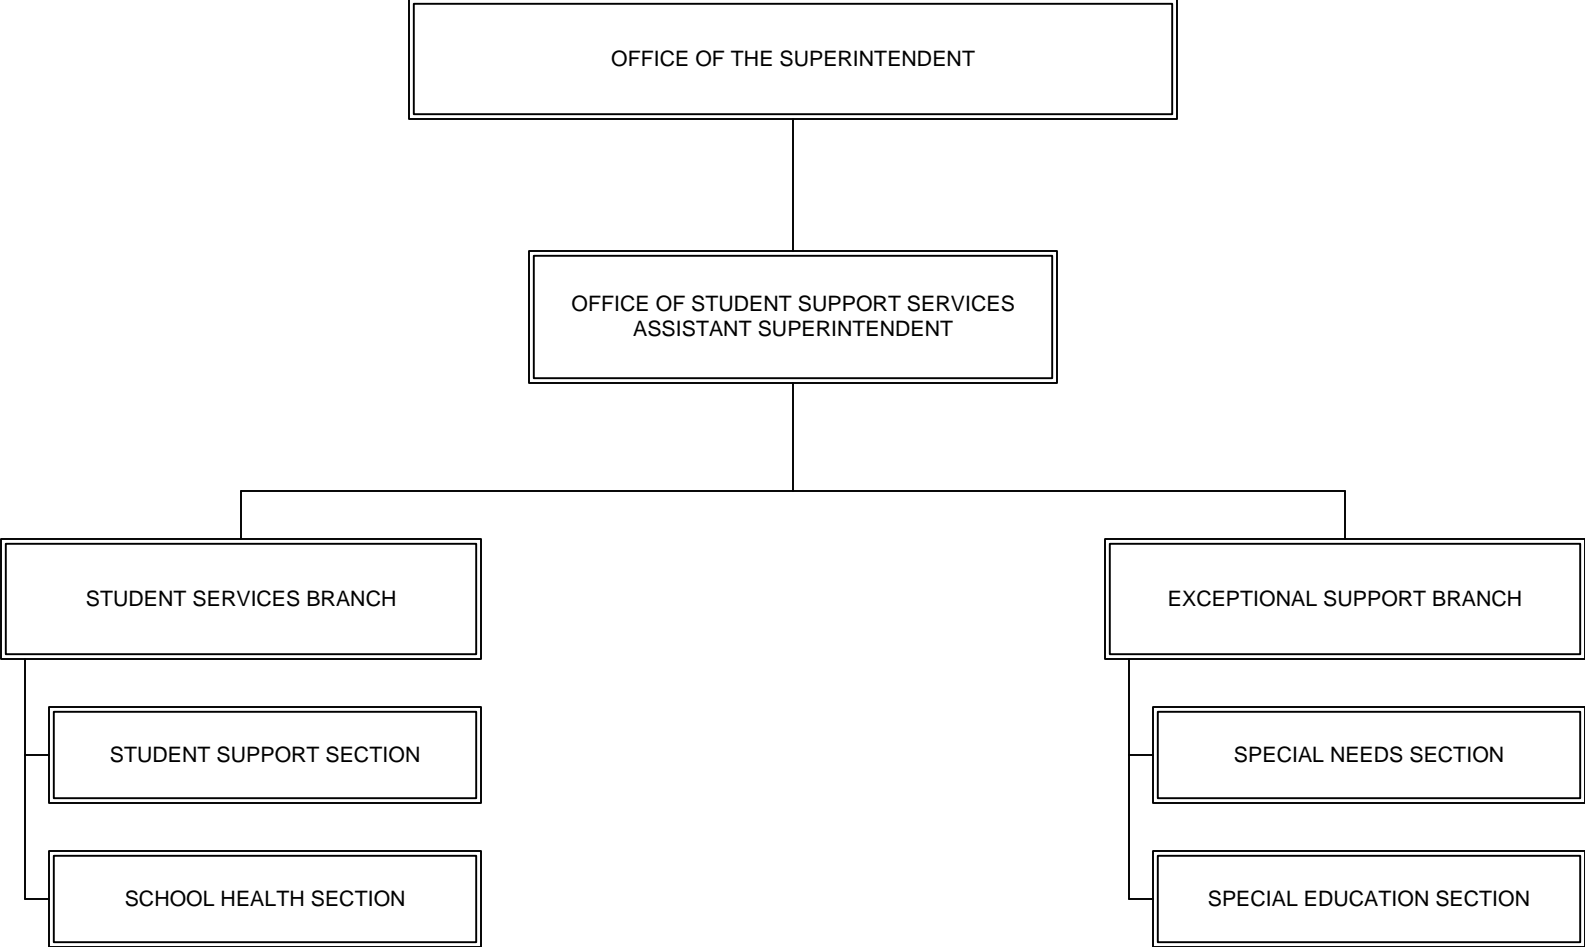 OFFICE OF THE SUPERINTENDENT
OFFICE OF STUDENT SUPPORT SERVICES
ASSISTANT SUPERINTENDENT
STUDENT SERVICES BRANCH
STUDENT SUPPORT SECTION
SCHOOL HEALTH SECTION
EXCEPTIONAL SUPPORT BRANCH
SPECIAL NEEDS SECTION
SPECIAL EDUCATION SECTION